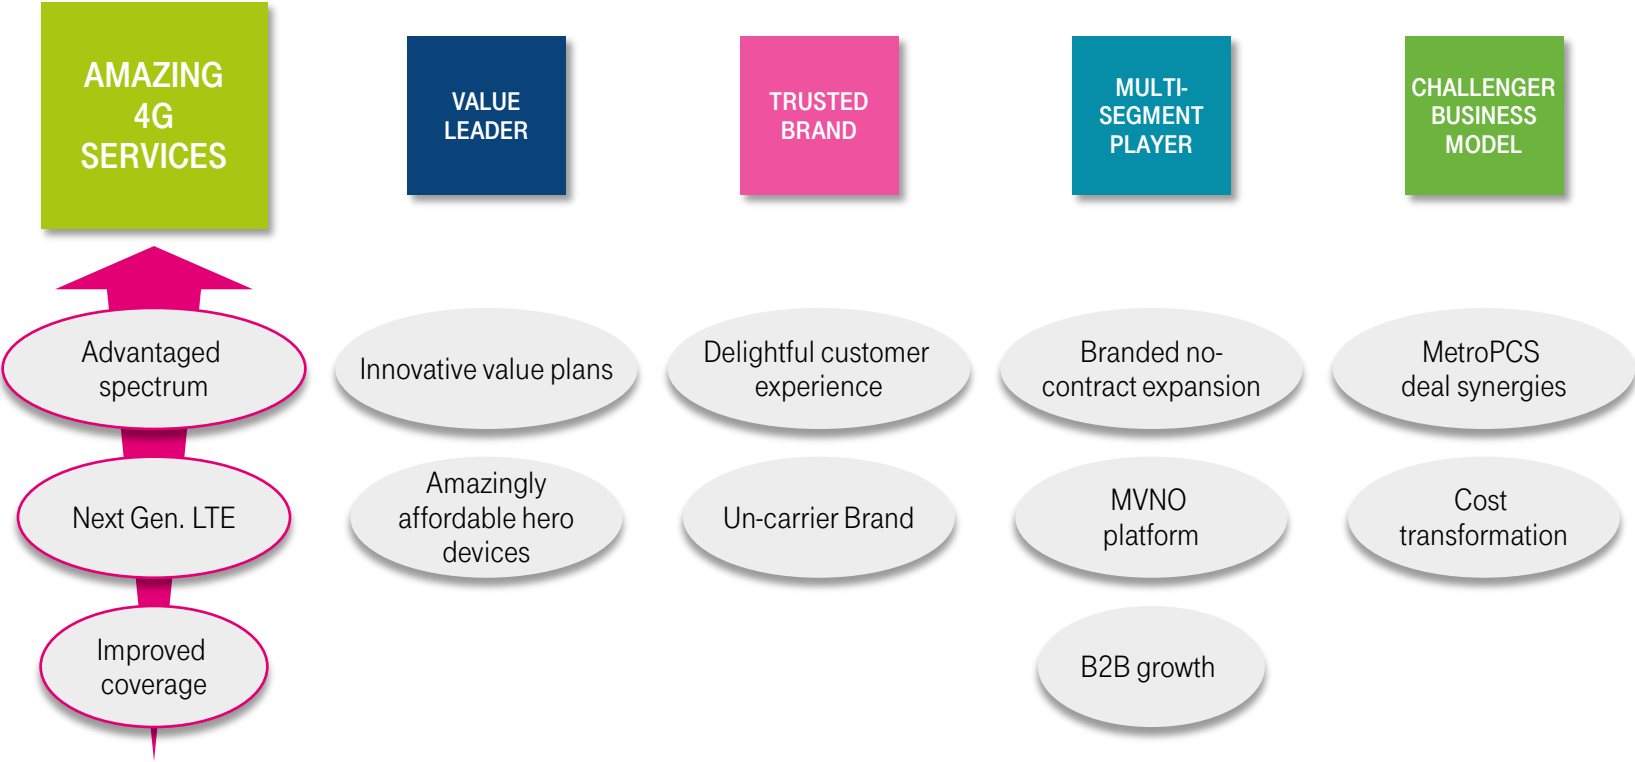 AMAZING
4G
SERVICES
VALUE
LEADER
TRUSTED
BRAND
MULTI-
SEGMENT
PLAYER
CHALLENGER
BUSINESS
MODEL
Advantaged
spectrum
Innovative value plans
Delightful customer
experience
Branded no-
contract expansion
MetroPCS
deal synergies
Next Gen. LTE
Amazingly
affordable hero
devices
Un-carrier Brand
MVNO
platform
Cost
transformation
Improved
coverage
B2B growth